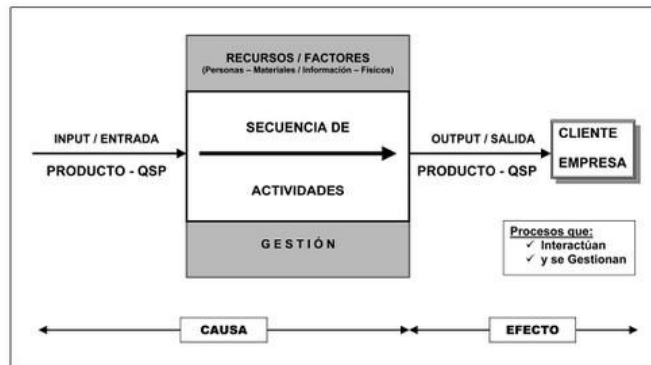 RECURSOS / FACTORES
(Personas – Materiales / Información – Físicos)
INPUT / ENTRADA
PRODUCTO - QSP
SECUENCIA DE
ACTIVIDADES
GESTIÓN
OUTPUT / SALIDA
PRODUCTO - QSP
CLIENTE
EMPRESA
Procesos que:
✓ Interactúan
✓ y se Gestionan
CAUSA
EFECTO